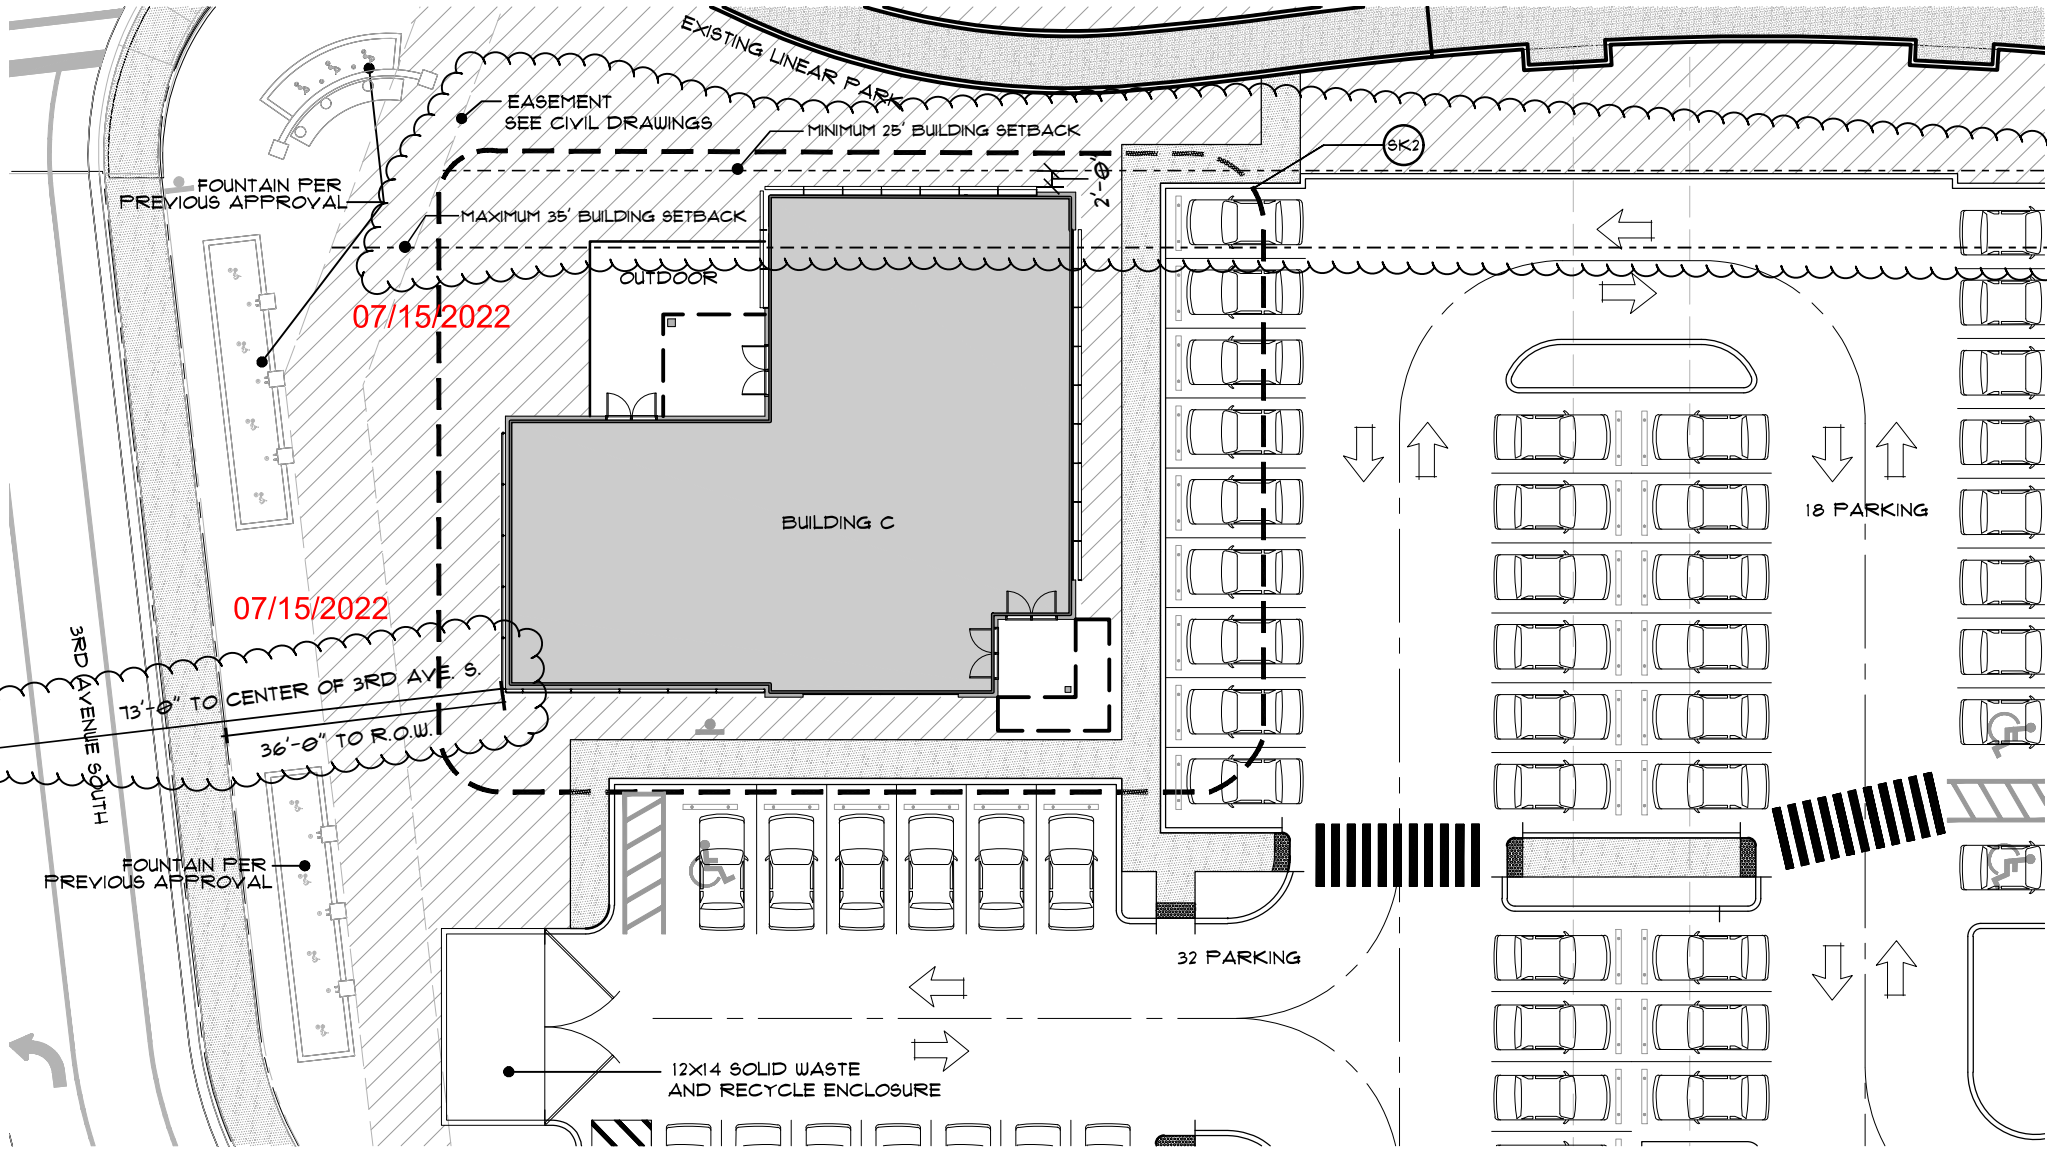 EXISTING LINEAR PARK
EASEMENT
SEE CIVIL DRAWINGS
MINIMUM 25' BUILDING SETBACK
SK2
2'-0"
FOUNTAIN PER
PREVIOUS APPROVAL
MAXIMUM 35' BUILDING SETBACK
OUTDOOR
07/15/2022
18 PARKING
BUILDING C
07/15/2022
3RD AVENUE SOUTH
73'-0" TO CENTER OF 3RD AVE. S.
36'-0" TO R.O.W.
FOUNTAIN PER
PREVIOUS APPROVAL
32 PARKING
12X14 SOLID WASTE
AND RECYCLE ENCLOSURE